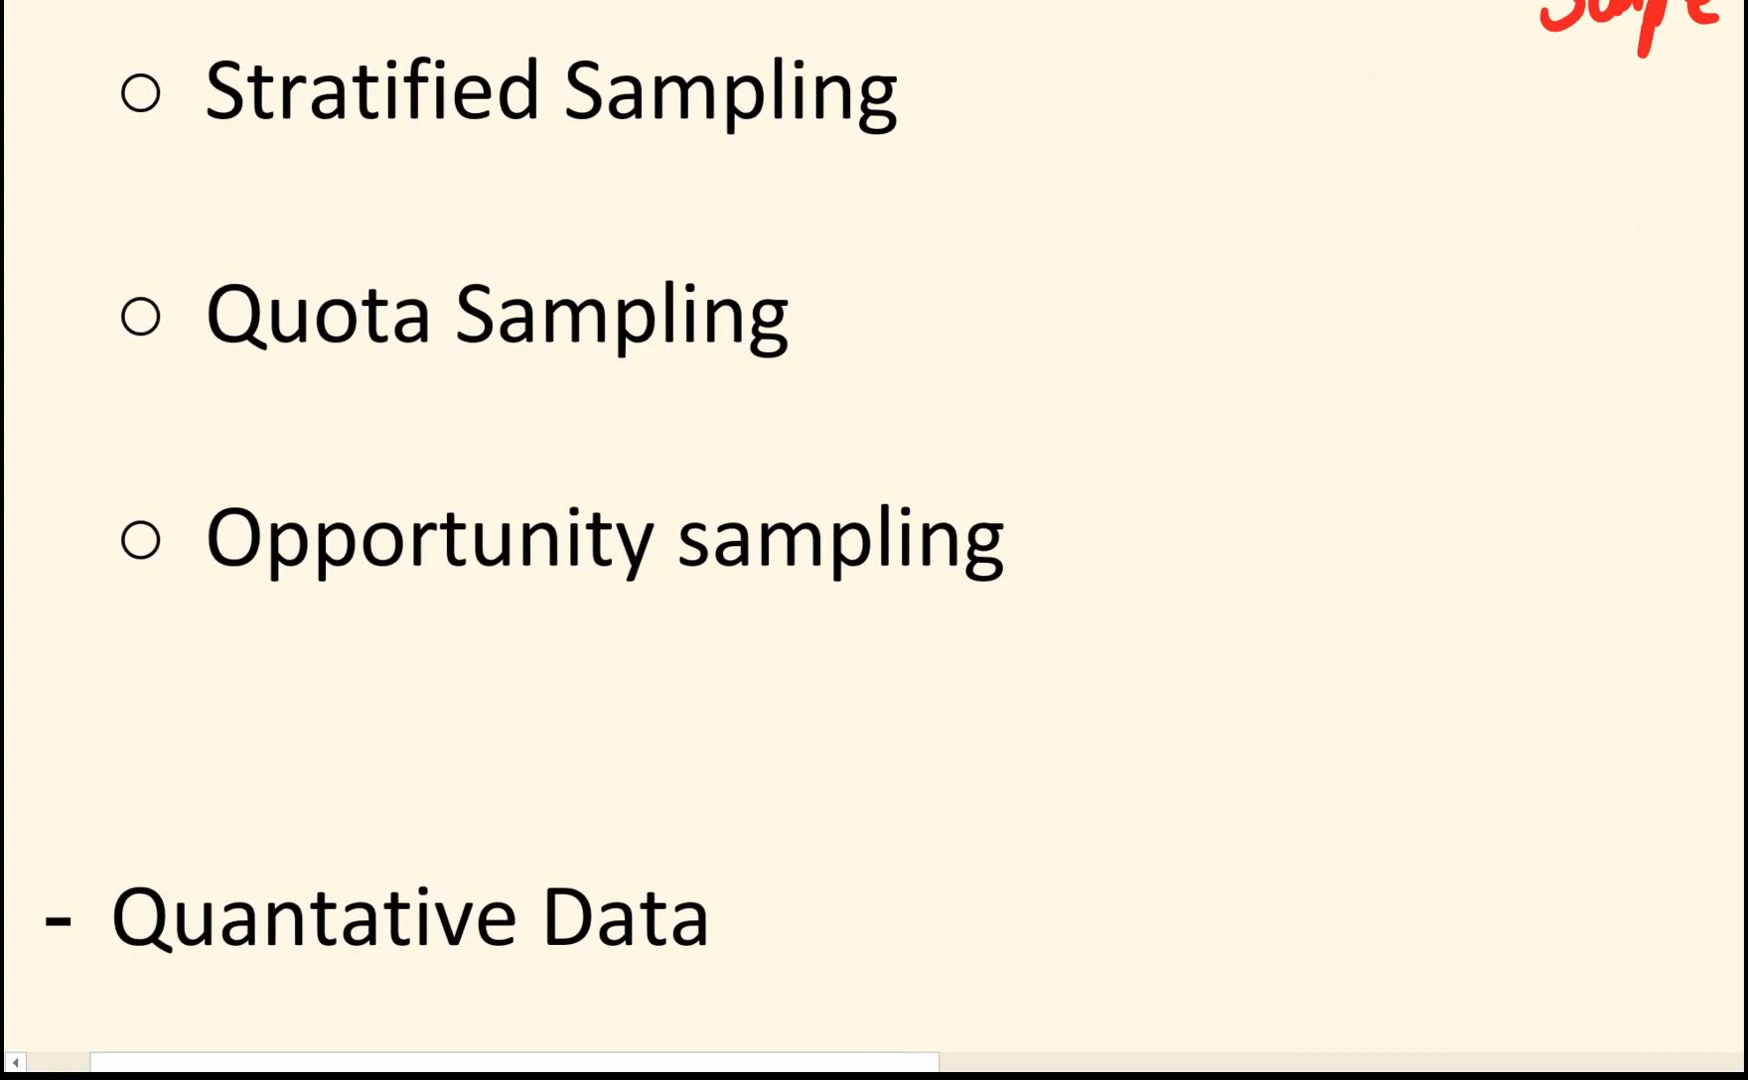 ○ Stratified Sampling
○ Quota Sampling
○ Opportunity sampling
- Quantative Data